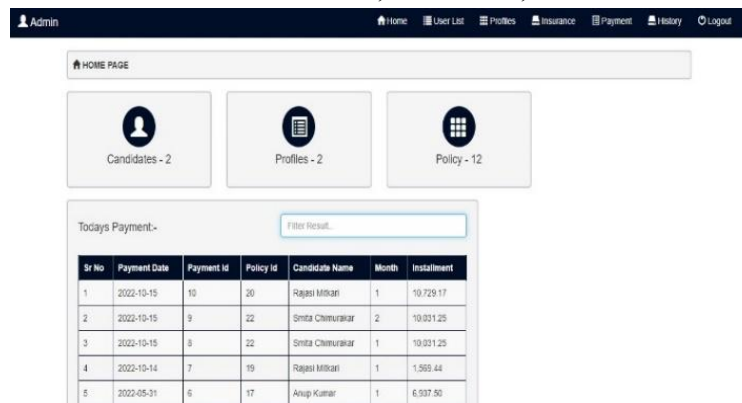 Admin Home User List Profiles Insurance Payment History Logout
HOME PAGE
Candidates - 2 Profiles - 2 Policy - 12
Todays Payment:- Filter Result..
Sr No Payment Date Payment Id Policy Id Candidate Name Month Installment
1 2022-10-15 10 20 Rajasi Mitkari 1 10,729.17
2 2022-10-15 9 22 Smita Chimurakar 2 10,031.25
3 2022-10-15 8 22 Smita Chimurakar 1 10,031.25
4 2022-10-14 7 19 Rajasi Mitkari 1 1,569.44
5 2022-05-31 6 17 Anup Kumar 1 6,937.50